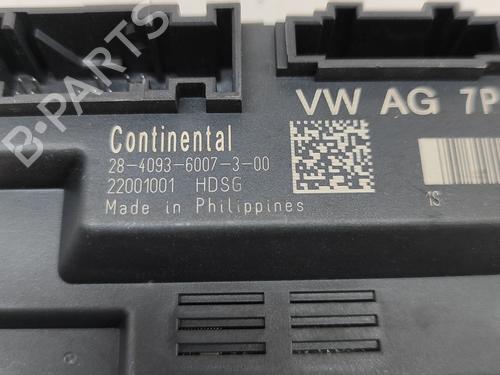 VW AG 7P
Continental
28-4093-6007-3-00
22001001 HDSG
Made in Philippines
1S
B-PARTS